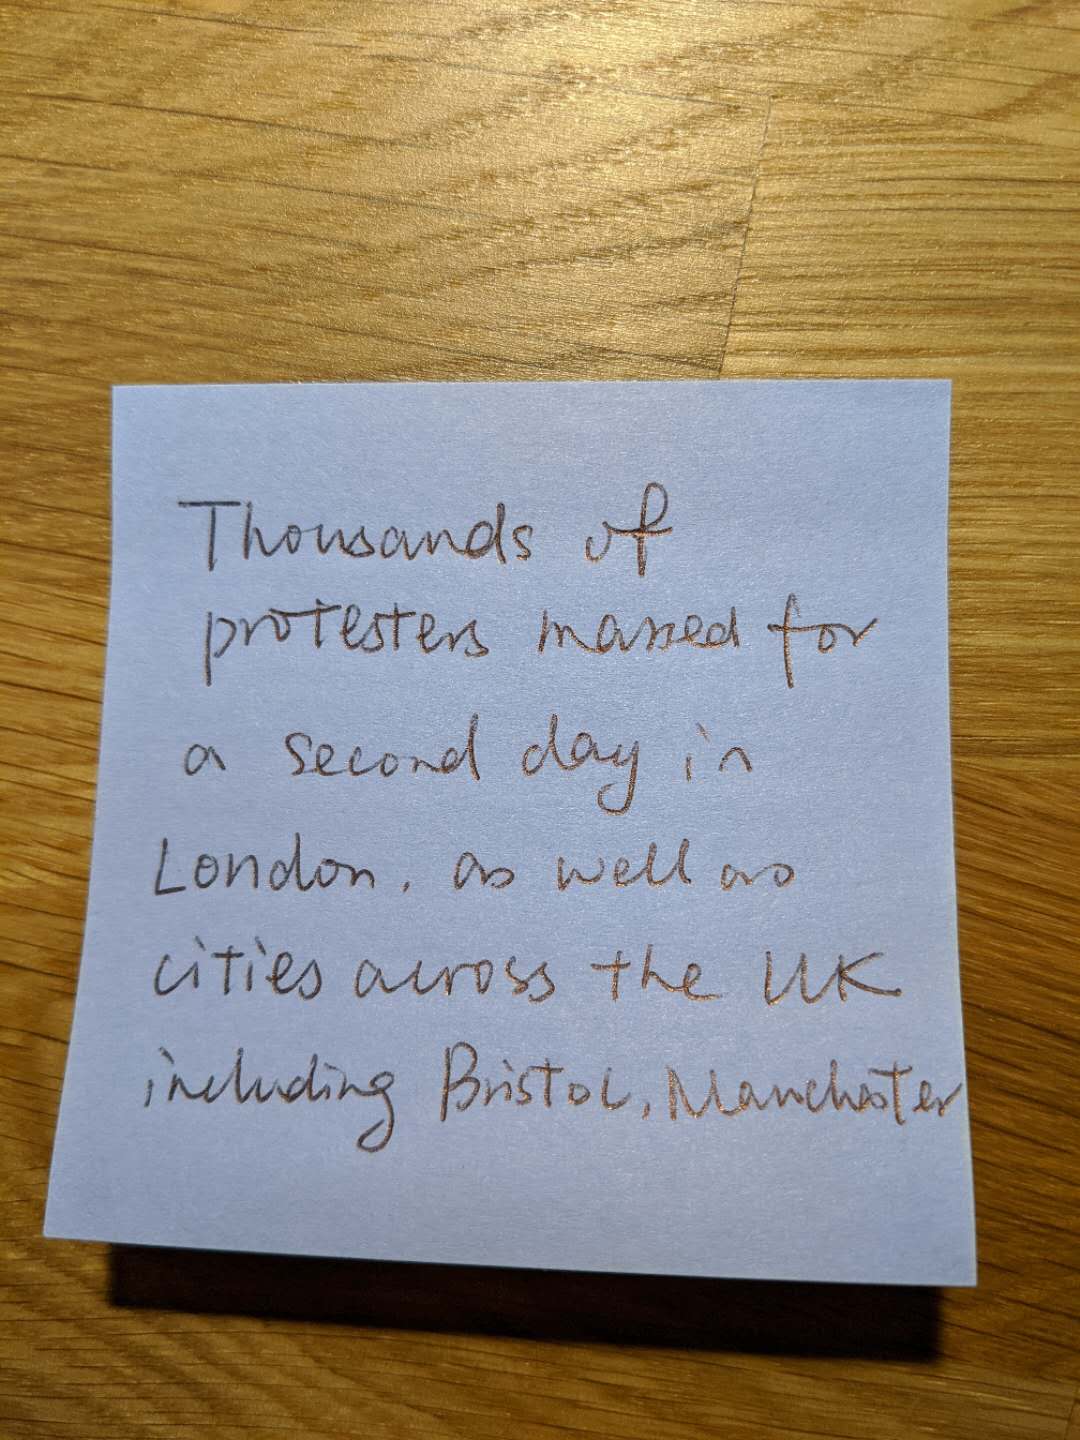 Thousands of
protesters massed for
a second day in
London, as well as
cities across the UK
including Bristol, Manchester